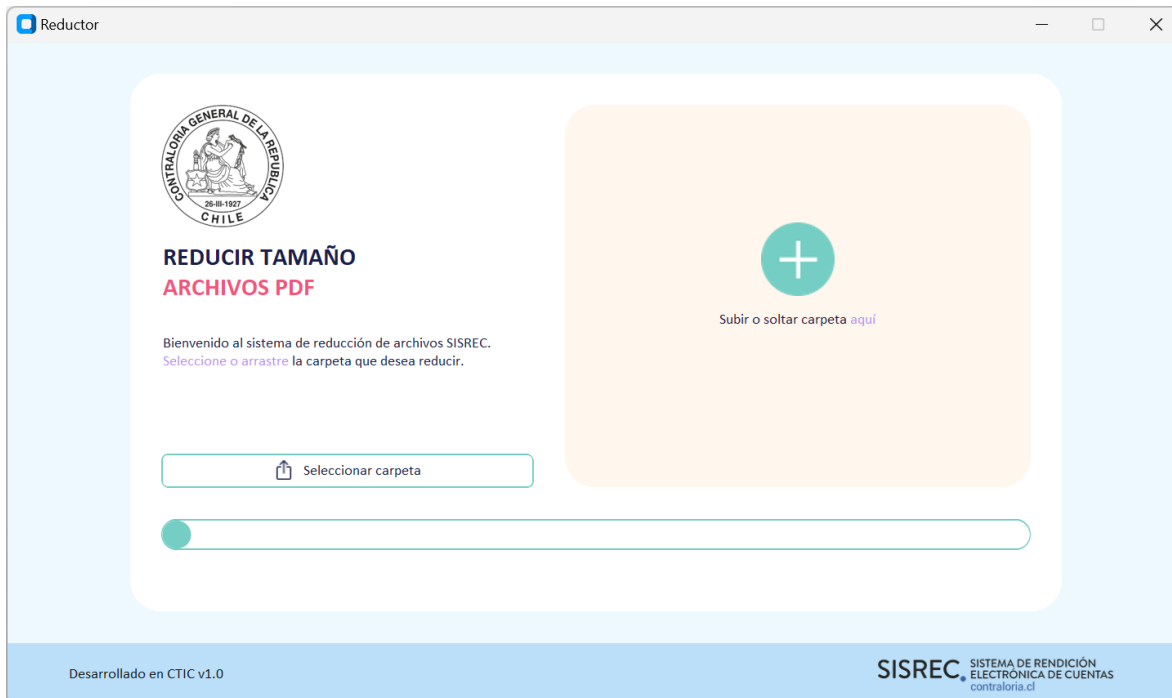 Reductor
CONTRALORIA GENERAL DE LA REPUBLICA
26-III-1927
CHILE
REDUCIR TAMAÑO
ARCHIVOS PDF
Bienvenido al sistema de reducción de archivos SISREC.
Seleccione o arrastre la carpeta que desea reducir.
Seleccionar carpeta
Subir o soltar carpeta aquí
Desarrollado en CTIC v1.0
SISREC.
SISTEMA DE RENDICIÓN
ELECTRÓNICA DE CUENTAS
contraloria.cl